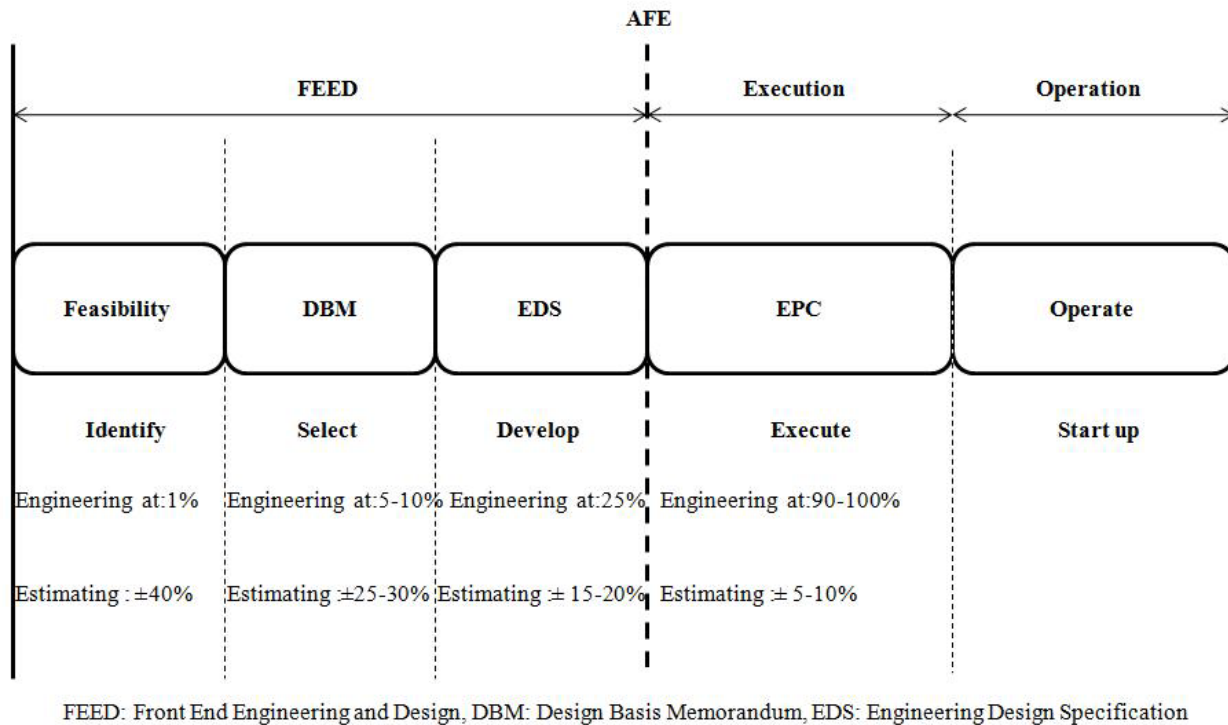 AFE
FEED Execution Operation
Feasibility DBM EDS EPC Operate
Identify Select Develop Execute Start up
Engineering at:1% Engineering at:5-10% Engineering at:25% Engineering at:90-100%
Estimating : ±40% Estimating :±25-30% Estimating :± 15-20% Estimating :± 5-10%
FEED: Front End Engineering and Design, DBM: Design Basis Memorandum, EDS: Engineering Design Specification